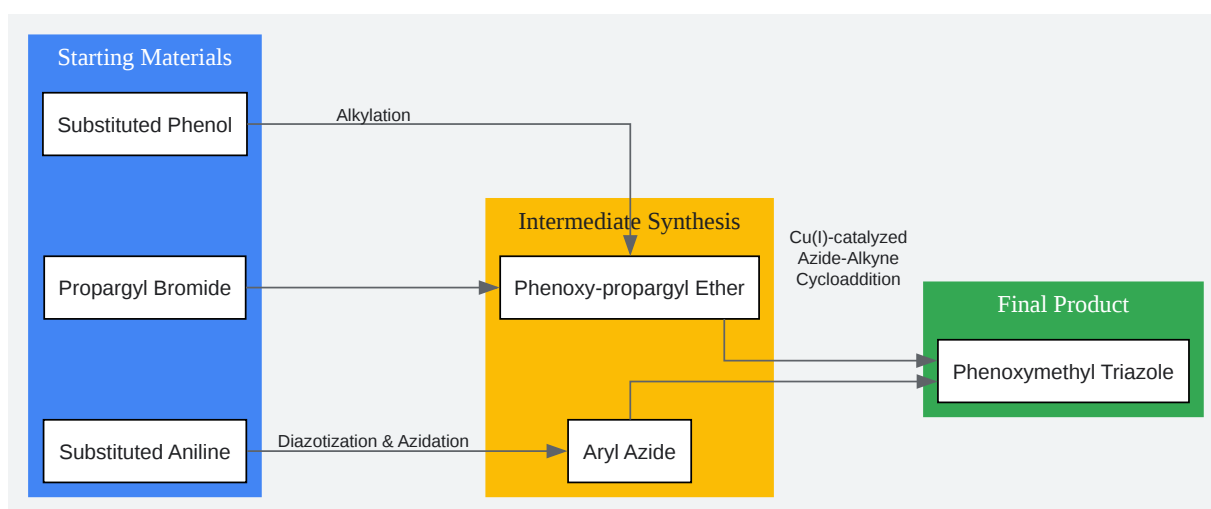 Starting Materials
Substituted Phenol
Alkylation
Intermediate Synthesis
Cu(I)-catalyzed
Azide-Alkyne
Cycloaddition
Propargyl Bromide
Phenoxy-propargyl Ether
Final Product
Phenoxymethyl Triazole
Substituted Aniline
Diazotization & Azidation
Aryl Azide